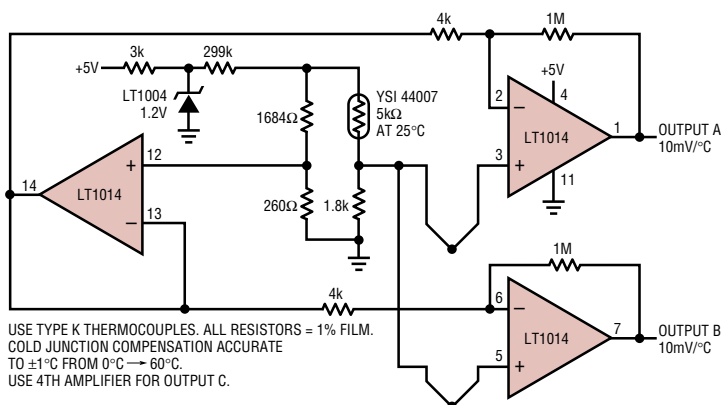 4k
1M
3k
299k
+5V
LT1004
1.2V
1684Ω
YSI 44007
5kΩ
AT 25°C
+5V
2
4
−
LT1014
1
OUTPUT A
10mV/°C
3
+
11
12
+
14
LT1014
−
13
260Ω
1.8k
1M
4k
6
−
LT1014
7
OUTPUT B
10mV/°C
5
+
USE TYPE K THERMOCOUPLES. ALL RESISTORS = 1% FILM.
COLD JUNCTION COMPENSATION ACCURATE
TO ±1°C FROM 0°C → 60°C.
USE 4TH AMPLIFIER FOR OUTPUT C.